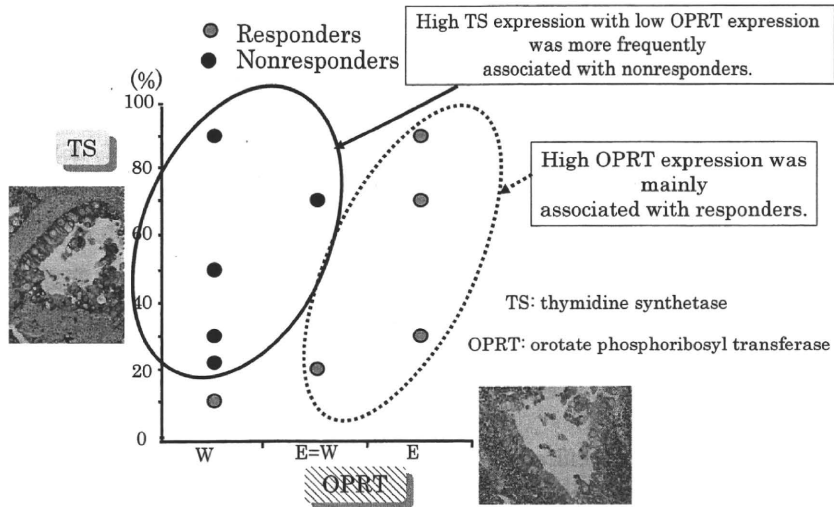 Responders
Nonresponders
High TS expression with low OPRT expression
was more frequently
associated with nonresponders.
(%)
100
TS
80
High OPRT expression was
mainly
associated with responders.
60
40
TS: thymidine synthetase
OPRT: orotate phosphoribosyl transferase
20
0
W
E=W
E
OPRT